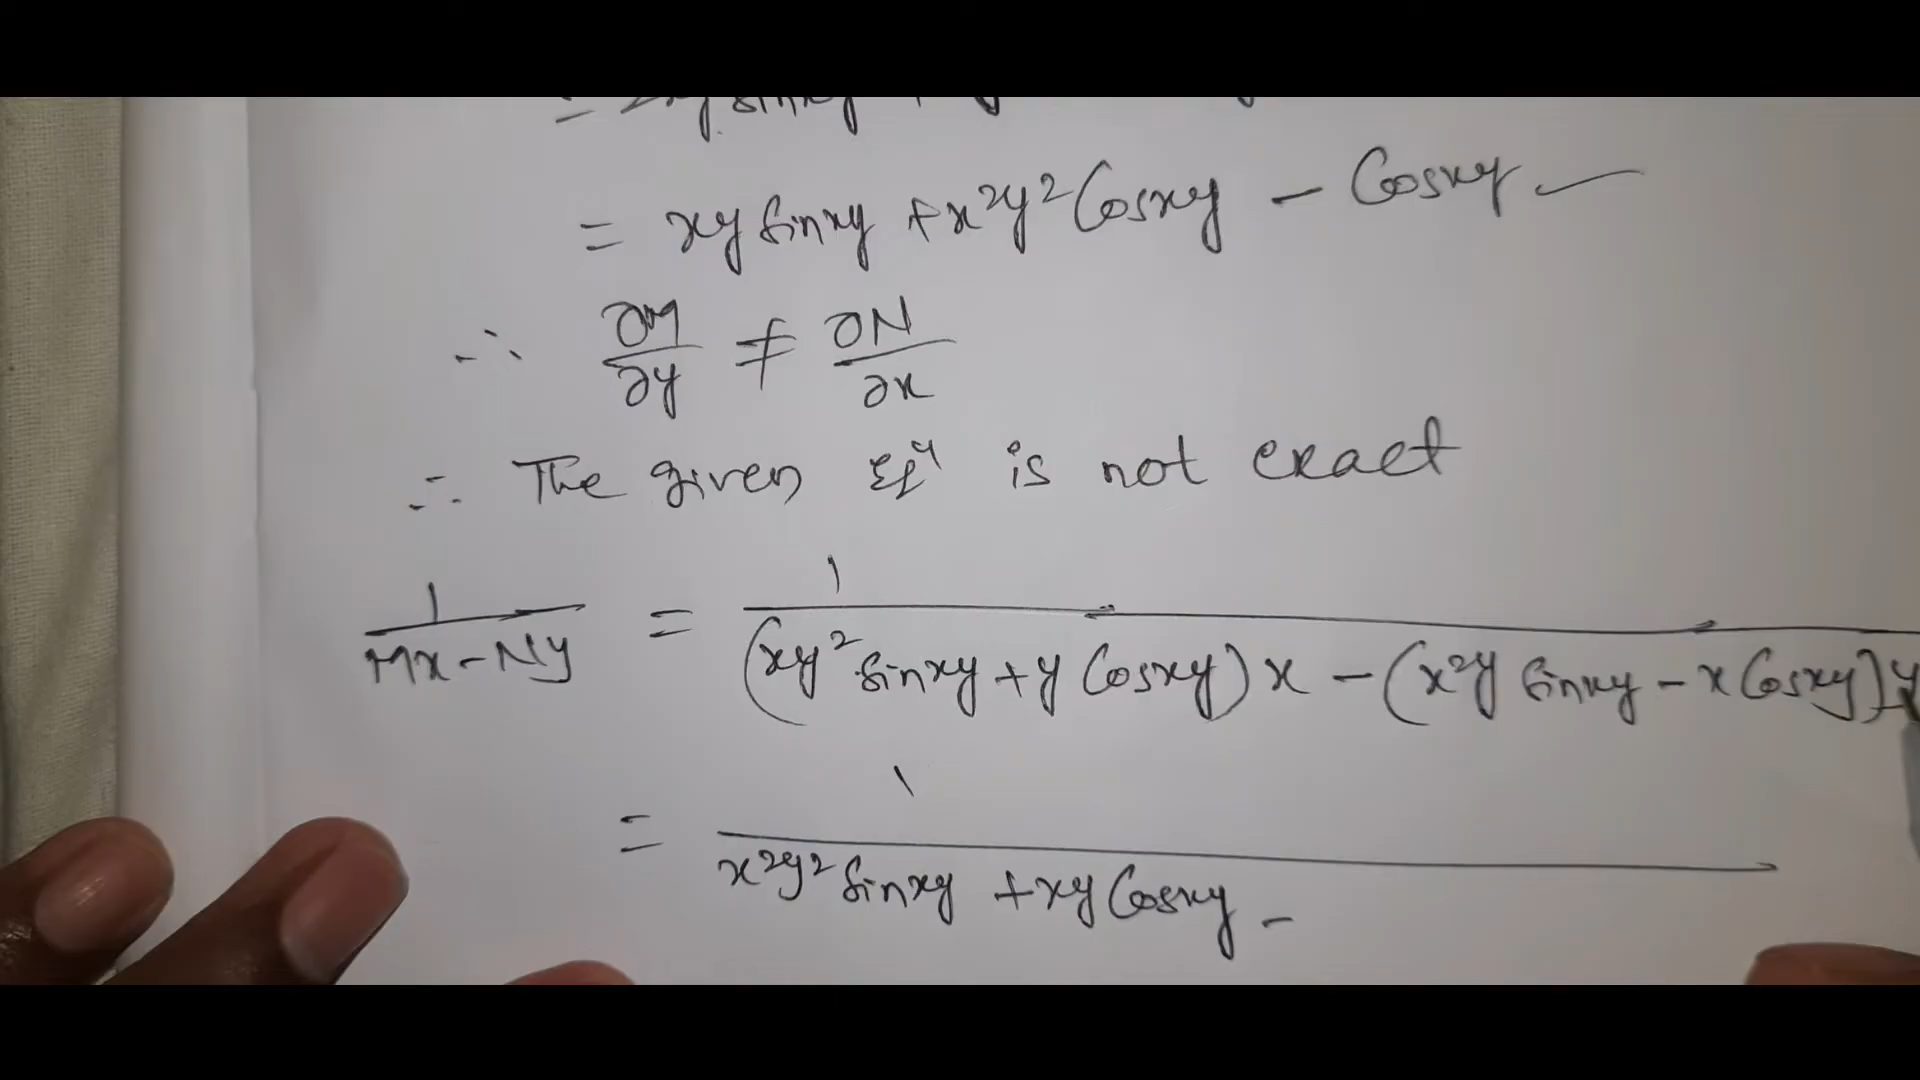 = xy Sinxy + x²y² Cosxy - Cosxy
∴ ∂M/∂y ≠ ∂N/∂x
∴ The given Eqn is not exact
1/(Mx - Ny) = 1/((xy² Sinxy + y Cosxy)x - (x²y Sinxy - x Cosxy)y
= 1/(x²y² Sinxy + xy Cosxy -